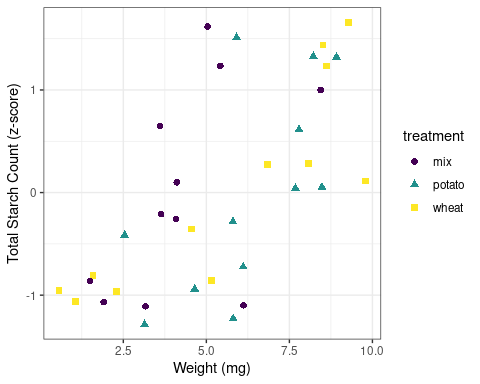 Total Starch Count (z-score)
1
0
-1
2.5 5.0 7.5 10.0
Weight (mg)
treatment
mix
potato
wheat